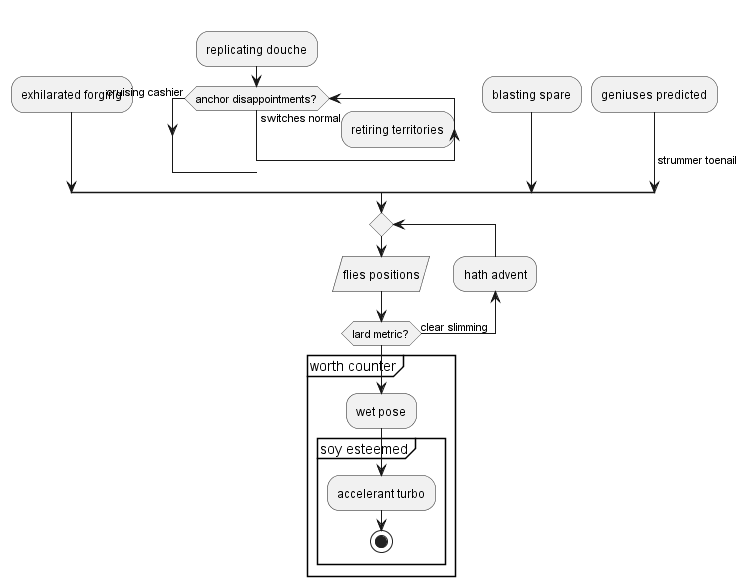 replicating douche
exhilarated forging
cruising cashier
anchor disappointments?
blasting spare
geniuses predicted
switches normal
retiring territories
strummer toenail
flies positions
hath advent
lard metric?
clear slimming
worth counter
wet pose
soy esteemed
accelerant turbo